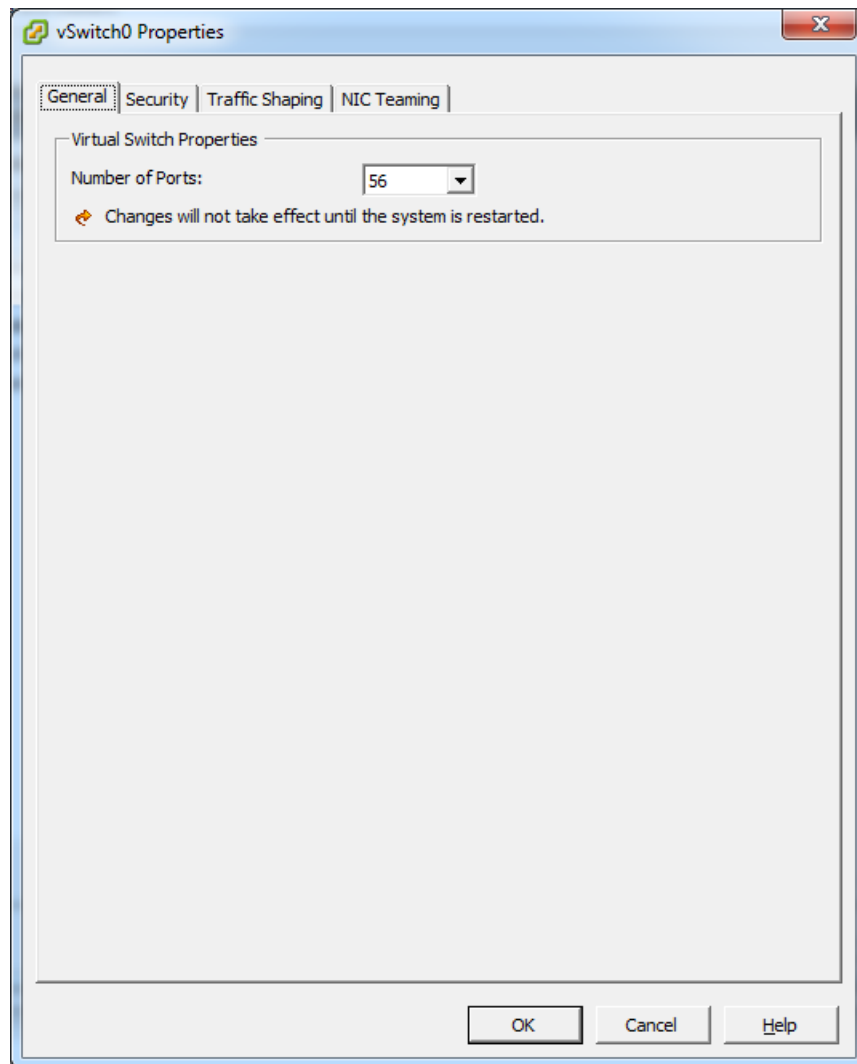 vSwitch0 Properties
General Security Traffic Shaping NIC Teaming
Virtual Switch Properties
Number of Ports: 56
Changes will not take effect until the system is restarted.
OK Cancel Help